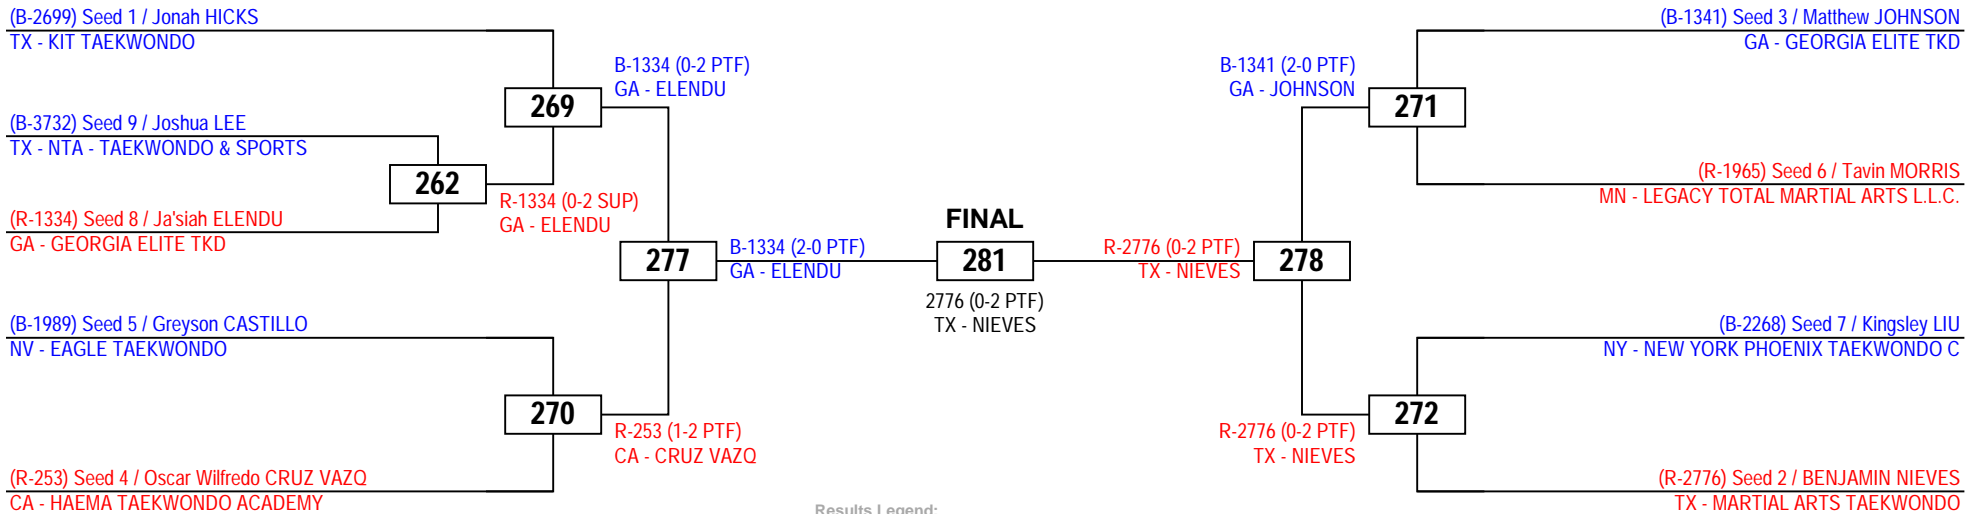 (B-2699) Seed 1 / Jonah HICKS
TX - KIT TAEKWONDO
(B-3732) Seed 9 / Joshua LEE
TX - NTA - TAEKWONDO & SPORTS
(R-1334) Seed 8 / Ja'siah ELENDU
GA - GEORGIA ELITE TKD
(B-1989) Seed 5 / Greyson CASTILLO
NV - EAGLE TAEKWONDO
(R-253) Seed 4 / Oscar Wilfredo CRUZ VAZQ
CA - HAEMA TAEKWONDO ACADEMY
262
R-1334 (0-2 SUP)
GA - ELENDU
269
B-1334 (0-2 PTF)
GA - ELENDU
270
R-253 (1-2 PTF)
CA - CRUZ VAZQ
277
B-1334 (2-0 PTF)
GA - ELENDU
FINAL
281
2776 (0-2 PTF)
TX - NIEVES
R-2776 (0-2 PTF)
TX - NIEVES
278
B-1341 (2-0 PTF)
GA - JOHNSON
271
R-2776 (0-2 PTF)
TX - NIEVES
272
(B-1341) Seed 3 / Matthew JOHNSON
GA - GEORGIA ELITE TKD
(R-1965) Seed 6 / Tavin MORRIS
MN - LEGACY TOTAL MARTIAL ARTS L.L.C.
(B-2268) Seed 7 / Kingsley LIU
NY - NEW YORK PHOENIX TAEKWONDO C
(R-2776) Seed 2 / BENJAMIN NIEVES
TX - MARTIAL ARTS TAEKWONDO
Results Legend: